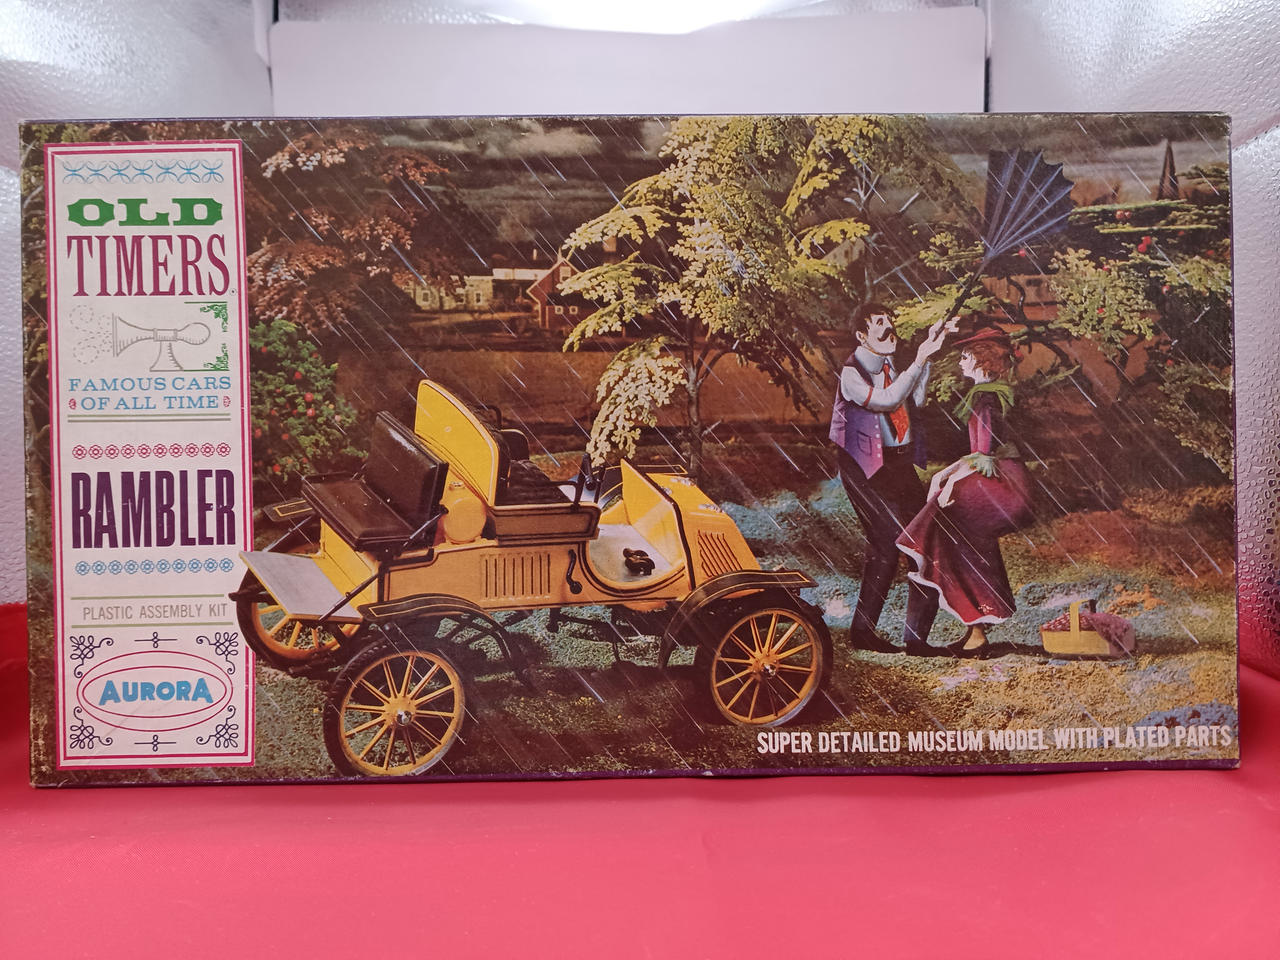 OLD
TIMERS
FAMOUS CARS
OF ALL TIME
RAMBLER
PLASTIC ASSEMBLY KIT
AURORA
SUPER DETAILED MUSEUM MODEL WITH PLATED PARTS